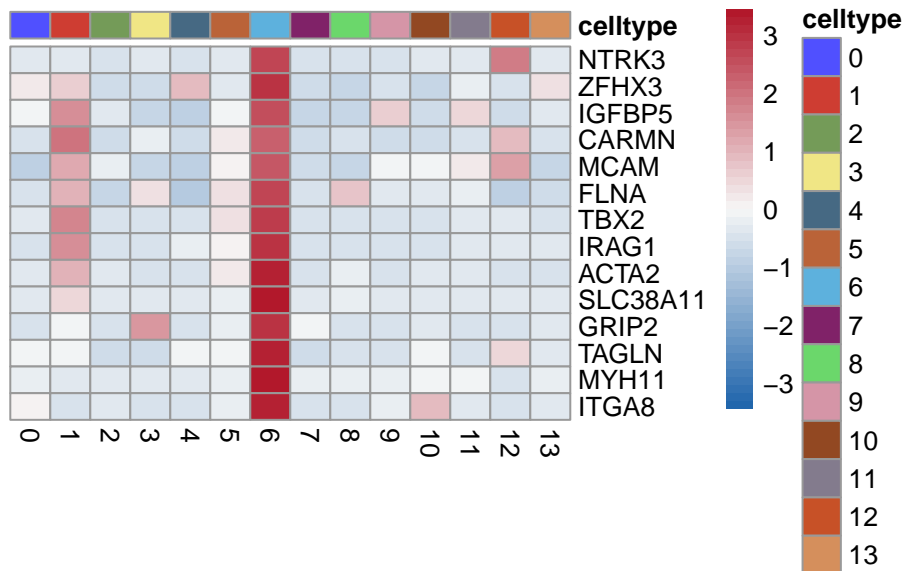 celltype
NTRK3
ZFHX3
IGFBP5
CARMN
MCAM
FLNA
TBX2
IRAG1
ACTA2
SLC38A11
GRIP2
TAGLN
MYH11
ITGA8
0 1 2 3 4 5 6 7 8 9 10 11 12 13
3
2
1
0
−1
−2
−3
celltype
0
1
2
3
4
5
6
7
8
9
10
11
12
13